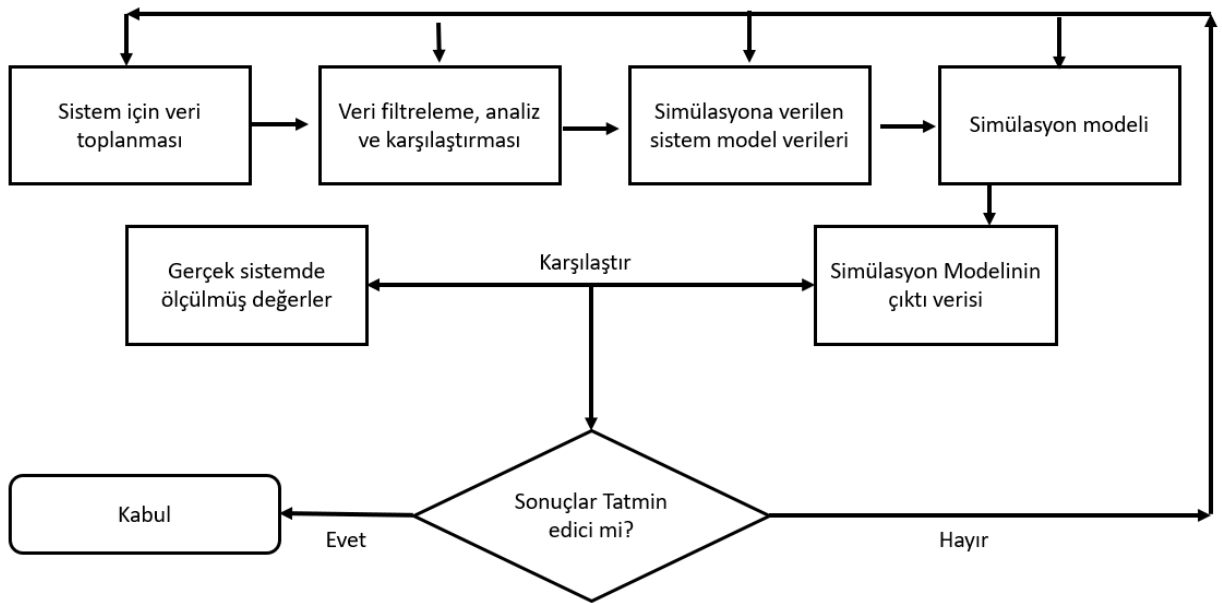 Sistem için veri
toplanması
Veri filtreleme, analiz
ve karşılaştırması
Simülasyona verilen
sistem model verileri
Simülasyon modeli
Gerçek sistemde
ölçülmüş değerler
Karşılaştır
Simülasyon Modelinin
çıktı verisi
Kabul
Evet
Sonuçlar Tatmin
edici mi?
Hayır